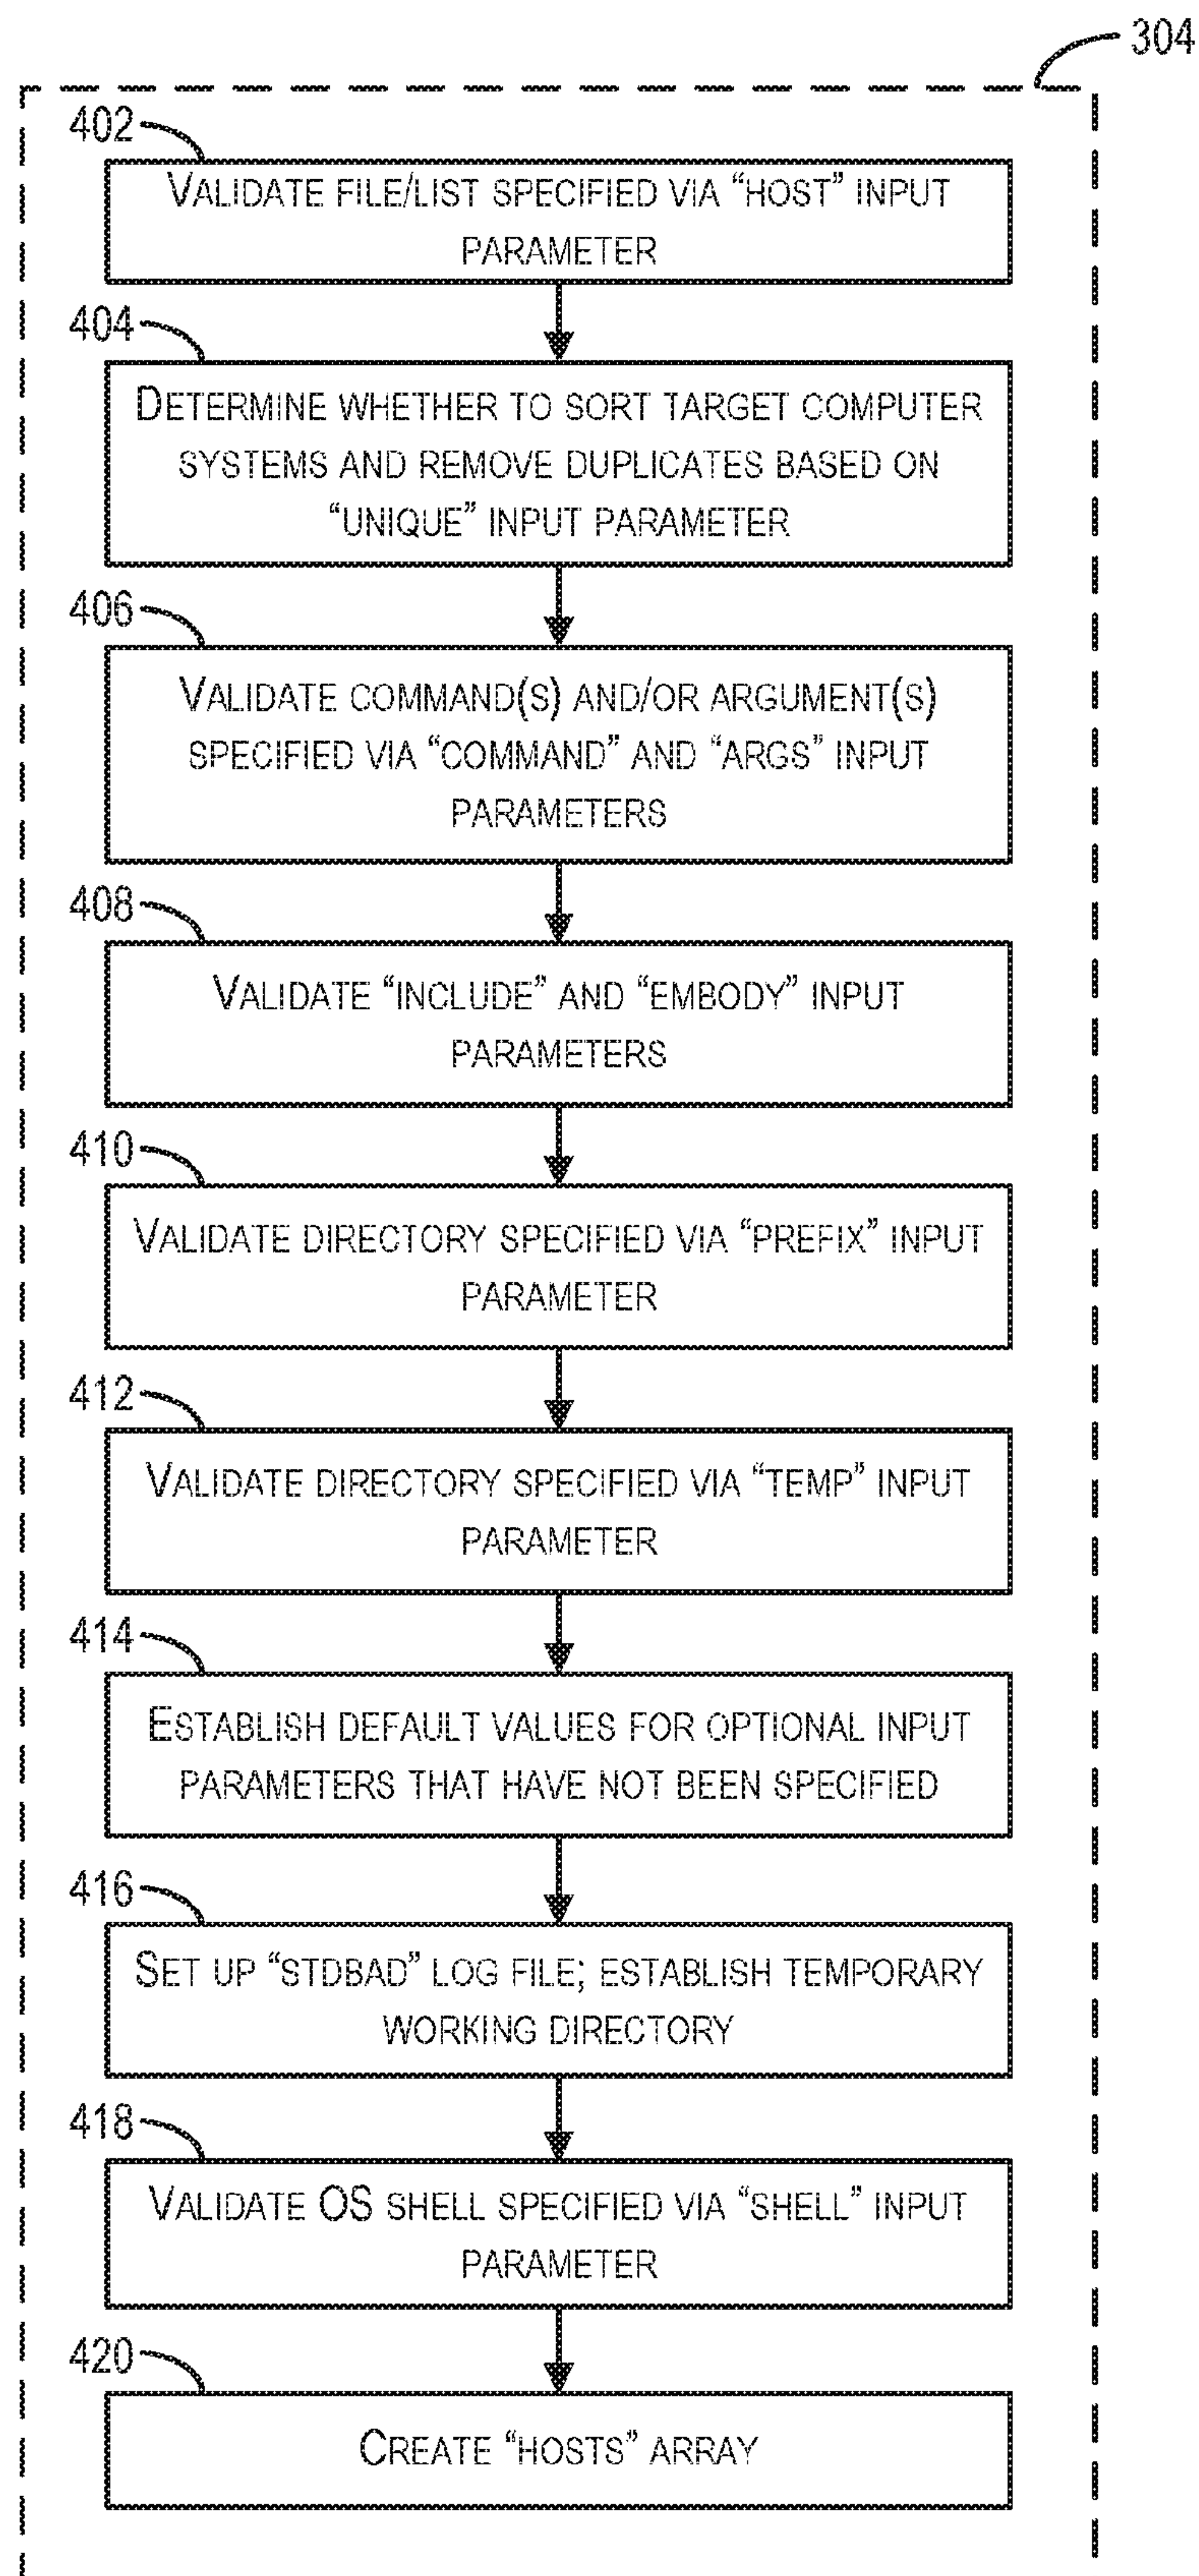 304
402
VALIDATE FILE/LIST SPECIFIED VIA “HOST” INPUT
PARAMETER
404
DETERMINE WHETHER TO SORT TARGET COMPUTER
SYSTEMS AND REMOVE DUPLICATES BASED ON
“UNIQUE” INPUT PARAMETER
406
VALIDATE COMMAND(S) AND/OR ARGUMENT(S)
SPECIFIED VIA “COMMAND” AND “ARGS” INPUT
PARAMETERS
408
VALIDATE “INCLUDE” AND “EMBODY” INPUT
PARAMETERS
410
VALIDATE DIRECTORY SPECIFIED VIA “PREFIX” INPUT
PARAMETER
412
VALIDATE DIRECTORY SPECIFIED VIA “TEMP” INPUT
PARAMETER
414
ESTABLISH DEFAULT VALUES FOR OPTIONAL INPUT
PARAMETERS THAT HAVE NOT BEEN SPECIFIED
416
SET UP “STDBAD” LOG FILE; ESTABLISH TEMPORARY
WORKING DIRECTORY
418
VALIDATE OS SHELL SPECIFIED VIA “SHELL” INPUT
PARAMETER
420
CREATE “HOSTS” ARRAY